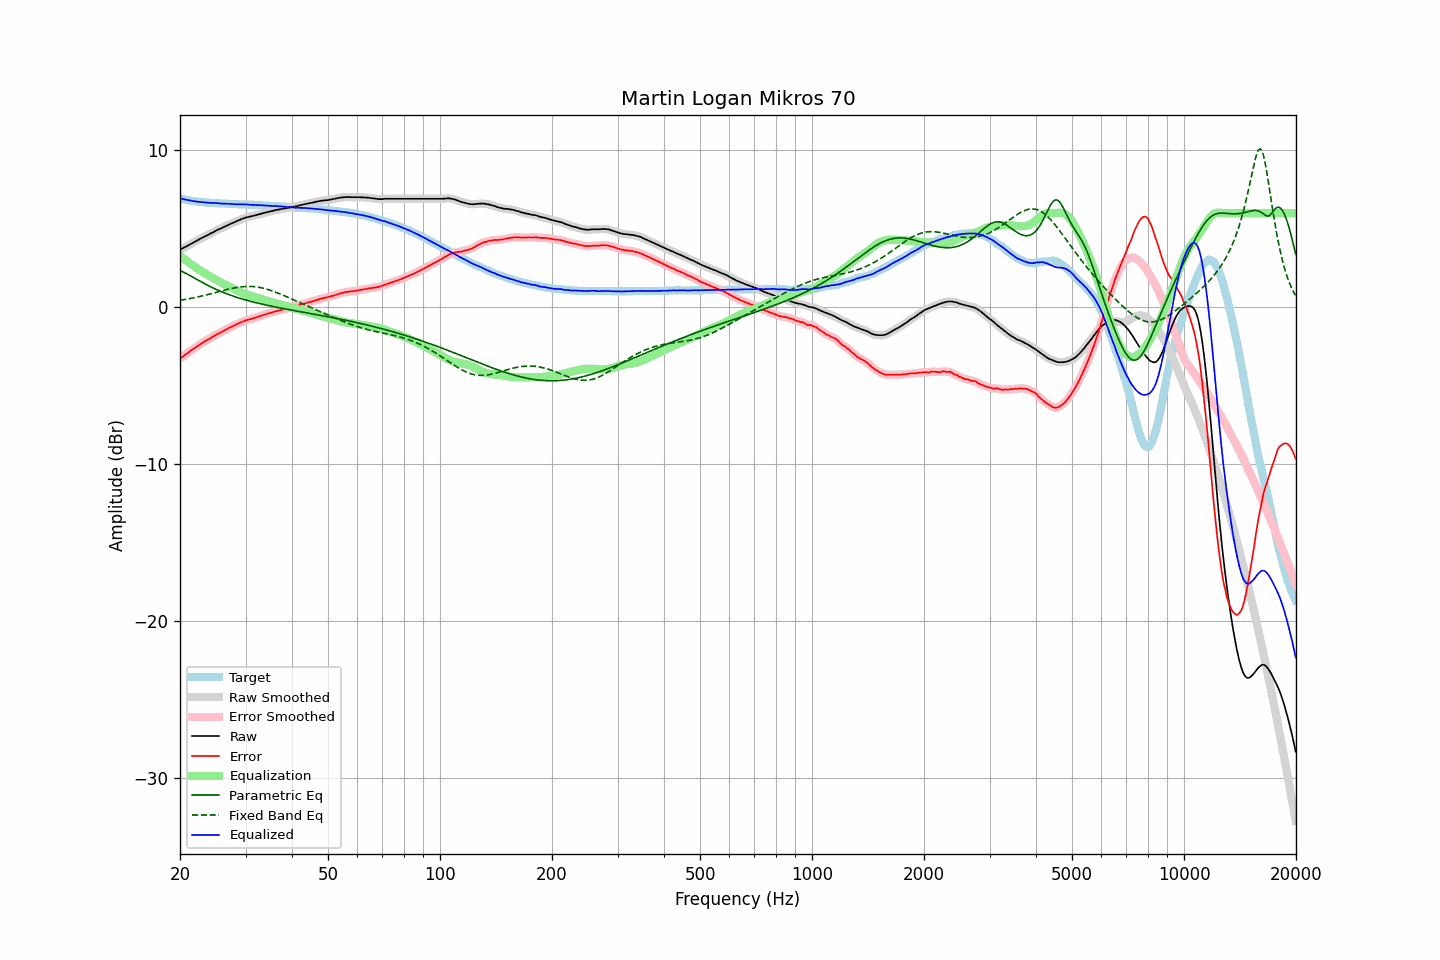 Martin Logan Mikros 70
Amplitude (dBr)
10
0
−10
−20
−30
Target
Raw Smoothed
Error Smoothed
Raw
Error
Equalization
Parametric Eq
Fixed Band Eq
Equalized
20 50 100 200 500 1000 2000 5000 10000 20000
Frequency (Hz)